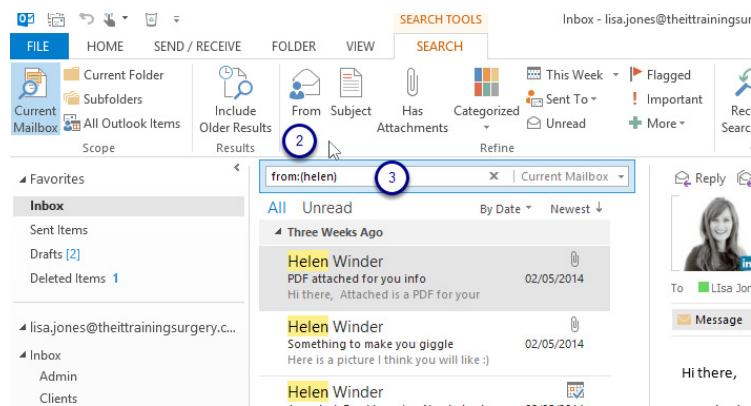 SEARCH TOOLS
Inbox - lisa.jones@theittrainingsur
FILE HOME SEND / RECEIVE FOLDER VIEW SEARCH
Current Mailbox
Current Folder
Subfolders
All Outlook Items
Scope
Include Older Results
Results
From
Subject
Has Attachments
Categorized
This Week
Sent To
Unread
Flagged
Important
More
Refine
2
Favorites
Inbox
Sent Items
Drafts [2]
Deleted Items 1
lisa.jones@theittrainingsurgery.c...
Inbox
Admin
Clients
from:(helen)
3
Current Mailbox
All Unread By Date Newest
Three Weeks Ago
Helen Winder
PDF attached for you info 02/05/2014
Hi there, Attached is a PDF for your
Helen Winder
Something to make you giggle 02/05/2014
Here is a picture I think you will like :)
Helen Winder
Reply
in
To LIsa Jor
Message
Hi there,